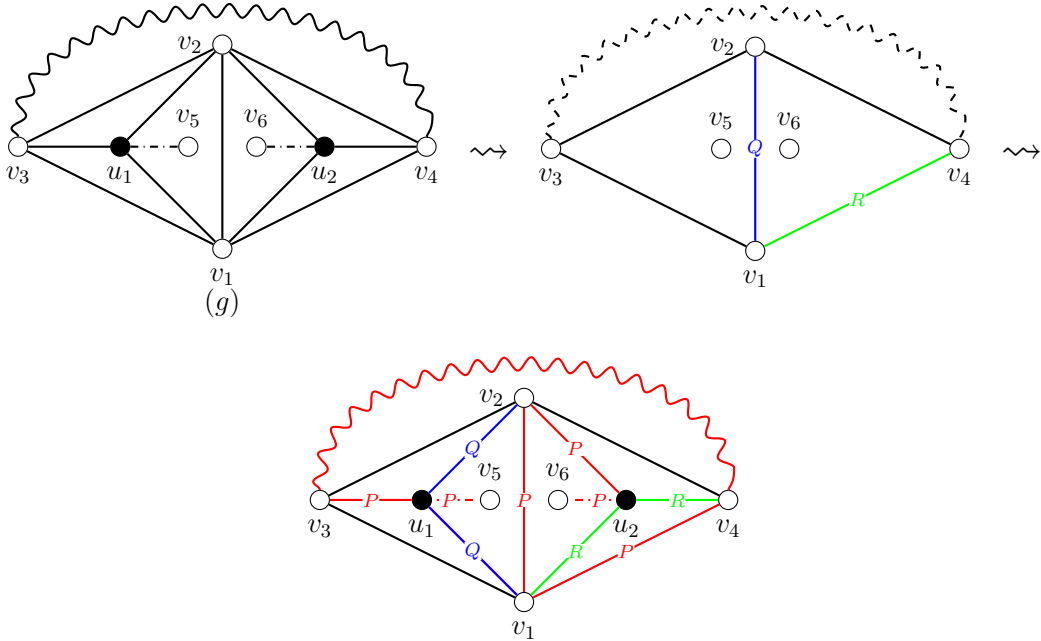 v2 v2
v5 v6 v5 v6
Q
v3 u1 u2 v4 ⇝ v3 v4 ⇝
R
v1 v1
(g)
v2
Q P
v5 v6
P P P P R
v3 u1 u2 v4
Q R P
v1